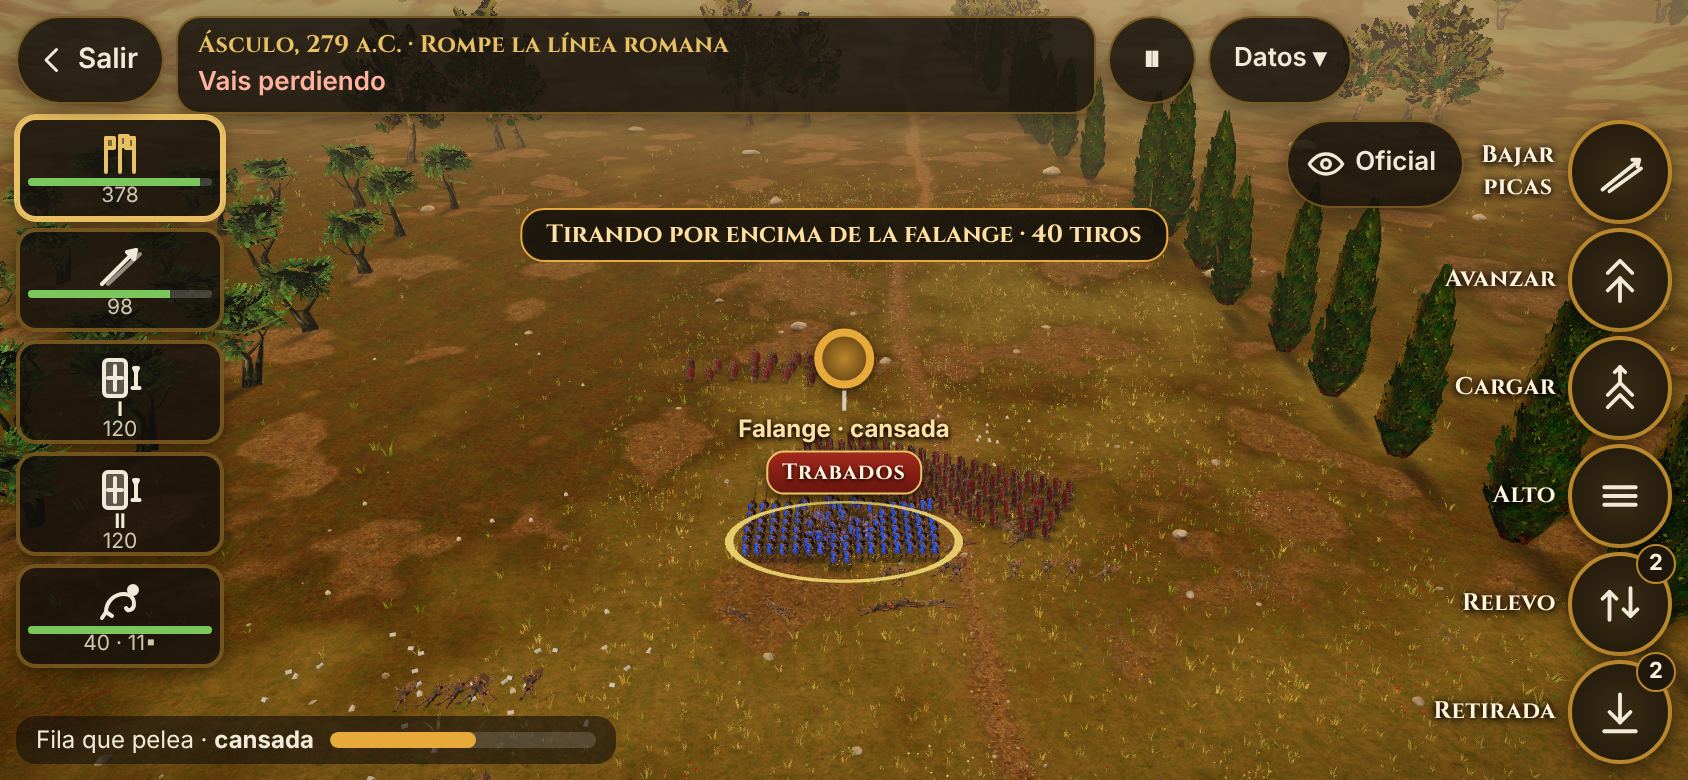 Salir
Ásculo, 279 a.C. · Rompe la línea romana
Vais perdiendo
Datos ▾
378
98
I
120
II
120
40 · 11▪
Oficial
Tirando por encima de la falange · 40 tiros
Falange · cansada
Trabados
Bajar
picas
Avanzar
Cargar
Alto
2
Relevo
2
Retirada
Fila que pelea · cansada